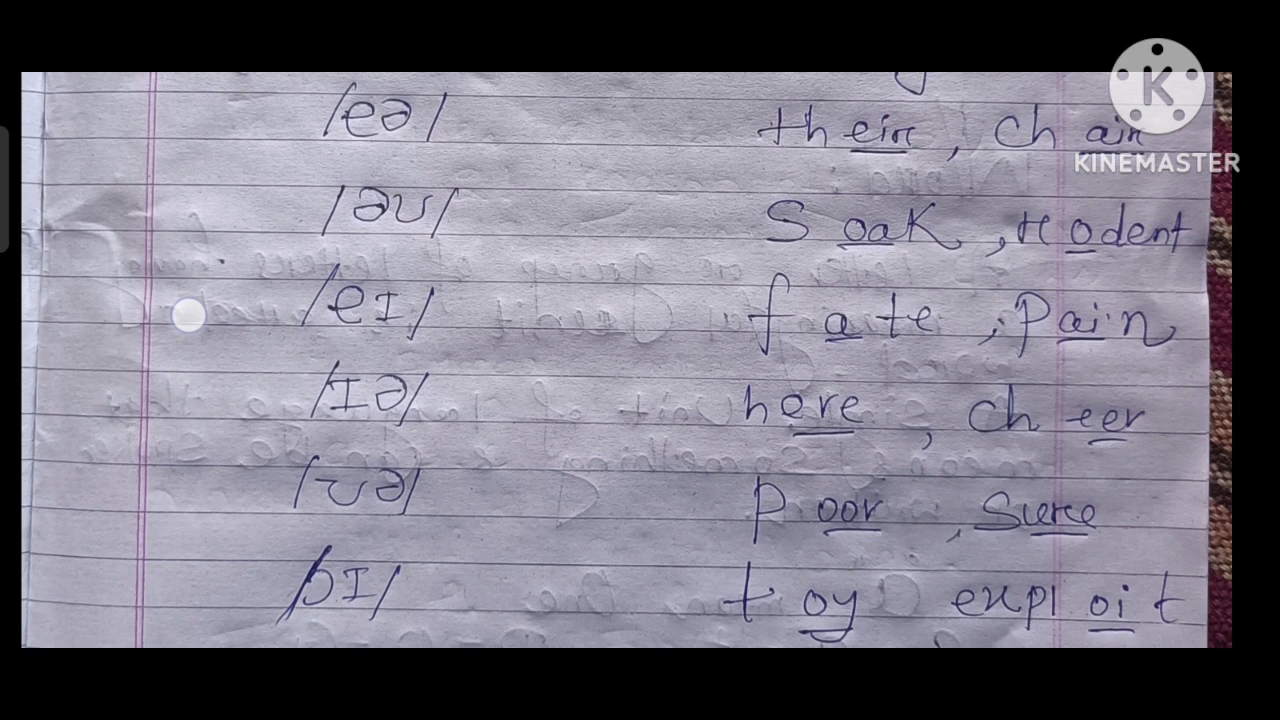 /eə/ their, chair
KINEMASTER
/əʊ/ Soak, rodent
/eɪ/ fate, pain
/ɪə/ here, cheer
/ʊə/ poor, Sure
/ɔɪ/ toy exploit